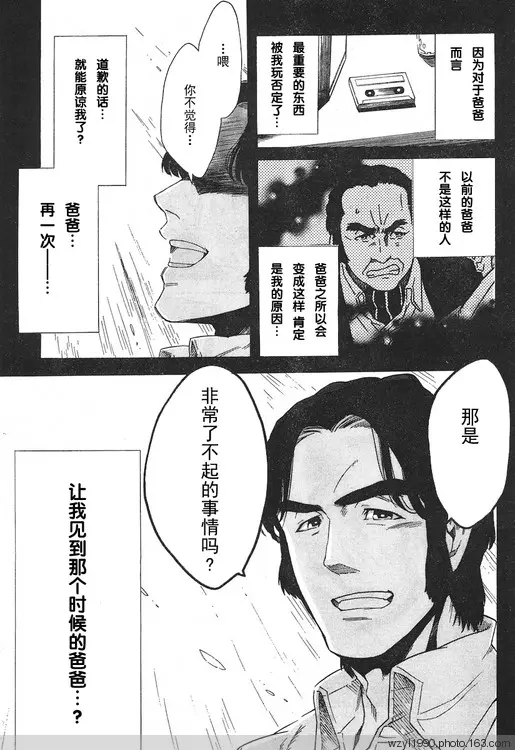 因为对于爸爸
而言
最重要的东西
被我玩否定了…
以前的爸爸
不是这样的人
爸爸之所以会
变成这样 肯定
是我的原因…
…喂
你不觉得…
道歉的话…
就能原谅我了?
爸爸…
再一次——…
那是
非常了不起的事情吗?
让我见到那个时候的爸爸…?
wzyl1990.photo.163.com